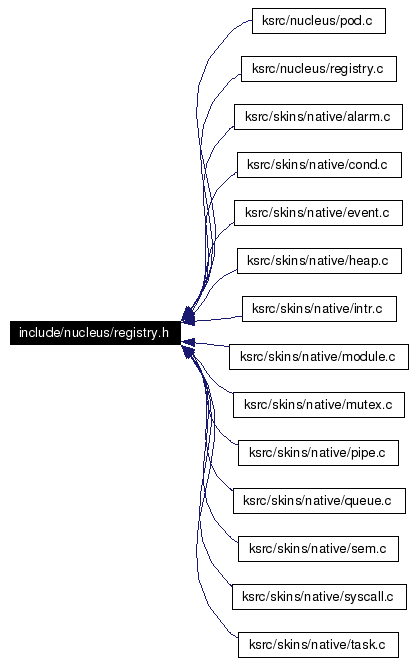 ksrc/nucleus/pod.c
ksrc/nucleus/registry.c
ksrc/skins/native/alarm.c
ksrc/skins/native/cond.c
ksrc/skins/native/event.c
ksrc/skins/native/heap.c
ksrc/skins/native/intr.c
include/nucleus/registry.h
ksrc/skins/native/module.c
ksrc/skins/native/mutex.c
ksrc/skins/native/pipe.c
ksrc/skins/native/queue.c
ksrc/skins/native/sem.c
ksrc/skins/native/syscall.c
ksrc/skins/native/task.c